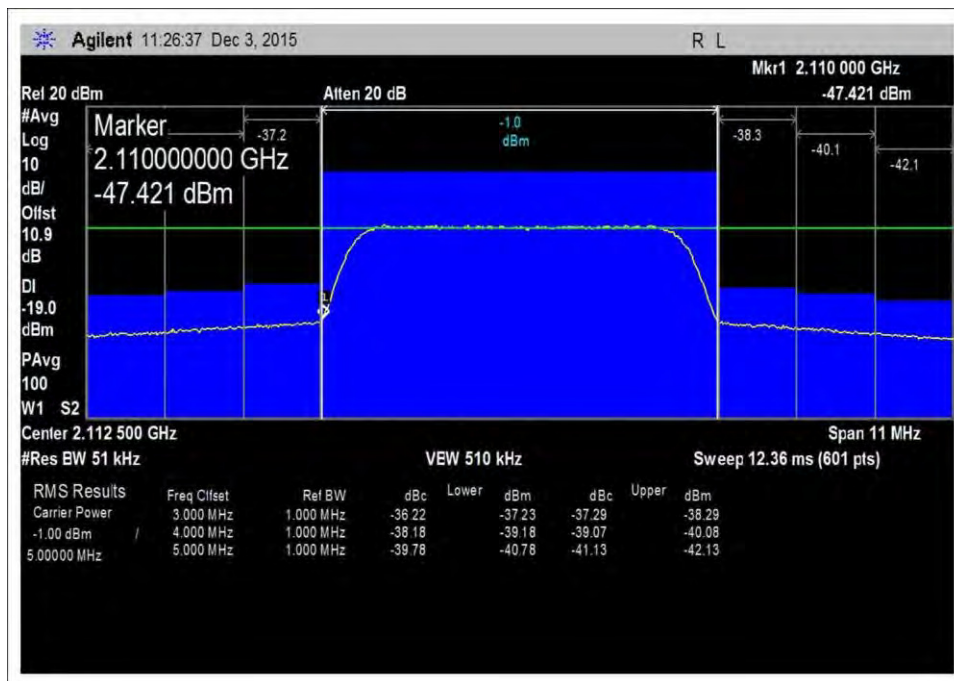 Agilent 11:26:37 Dec 3, 2015 R L
Mkr1 2.110 000 GHz
Ref 20 dBm Atten 20 dB -47.421 dBm
#Avg
Log
10
dB/
Offst
10.9
dB
DI
-19.0
dBm
PAvg
100
W1 S2
Marker
2.110000000 GHz
-47.421 dBm
-37.2
-1.0
dBm
-38.3
-40.1
-42.1
1
Center 2.112 500 GHz Span 11 MHz
#Res BW 51 kHz VBW 510 kHz Sweep 12.36 ms (601 pts)
RMS Results Freq Offset Ref BW dBc Lower dBm dBc Upper dBm
Carrier Power 3.000 MHz 1.000 MHz -36.22 -37.23 -37.29 -38.29
-1.00 dBm / 4.000 MHz 1.000 MHz -38.18 -39.18 -39.07 -40.08
5.00000 MHz 5.000 MHz 1.000 MHz -39.78 -40.78 -41.13 -42.13